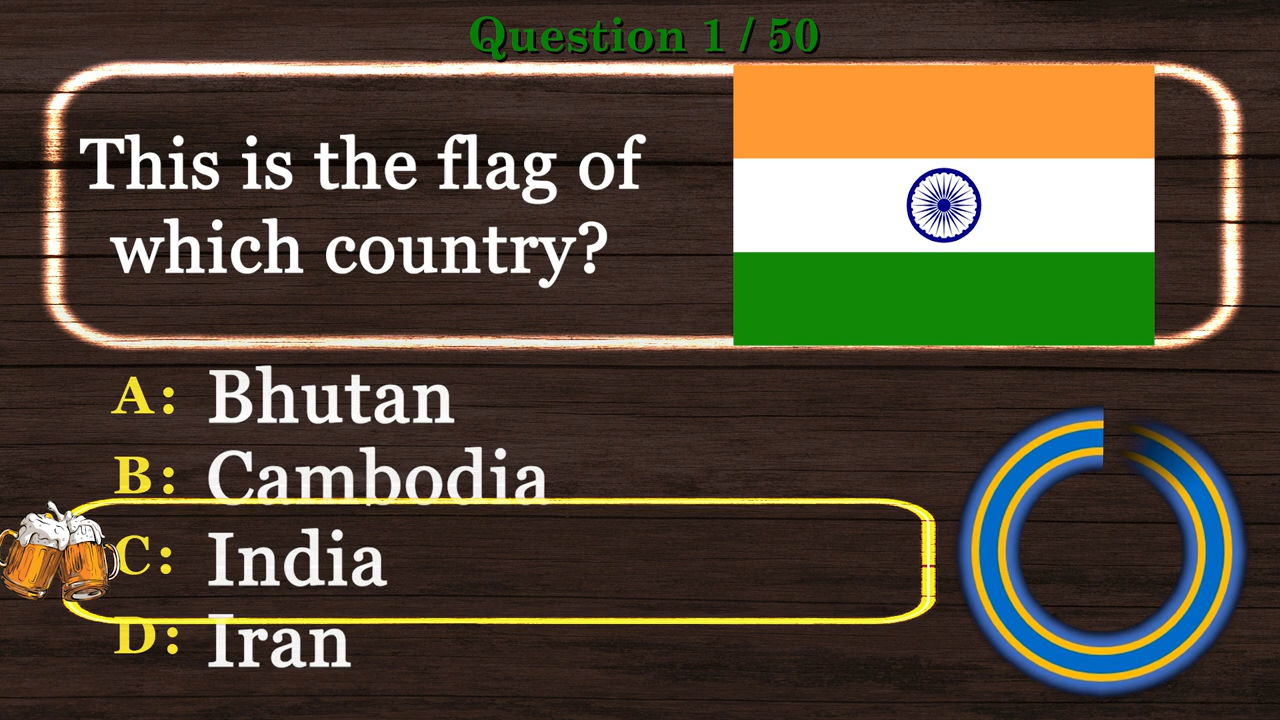 Question 1 / 50
This is the flag of
which country?
A: Bhutan
B: Cambodia
C: India
D: Iran